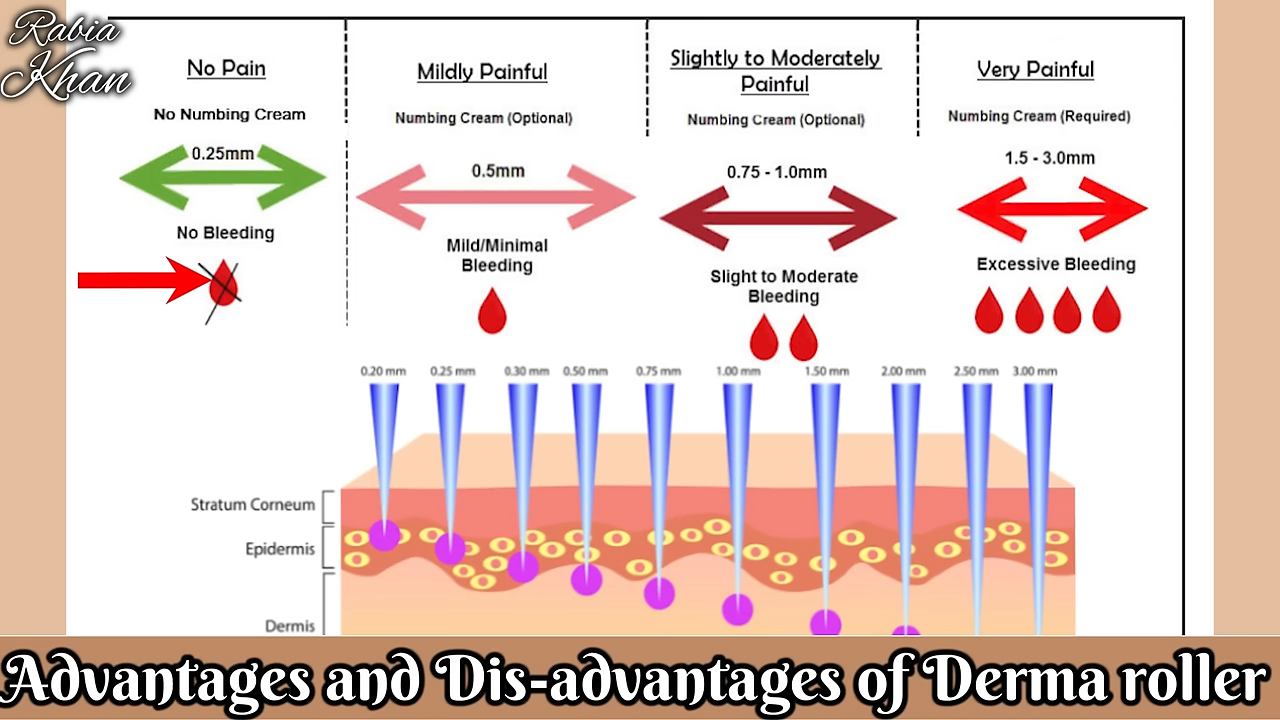 Rabia
Khan
No Pain
No Numbing Cream
0.25mm
No Bleeding
Mildly Painful
Numbing Cream (Optional)
0.5mm
Mild/Minimal
Bleeding
Slightly to Moderately
Painful
Numbing Cream (Optional)
0.75 - 1.0mm
Slight to Moderate
Bleeding
Very Painful
Numbing Cream (Required)
1.5 - 3.0mm
Excessive Bleeding
0.20 mm 0.25 mm 0.30 mm 0.50 mm 0.75 mm 1.00 mm 1.50 mm 2.00 mm 2.50 mm 3.00 mm
Stratum Corneum
Epidermis
Dermis
Advantages and Dis-advantages of Derma roller